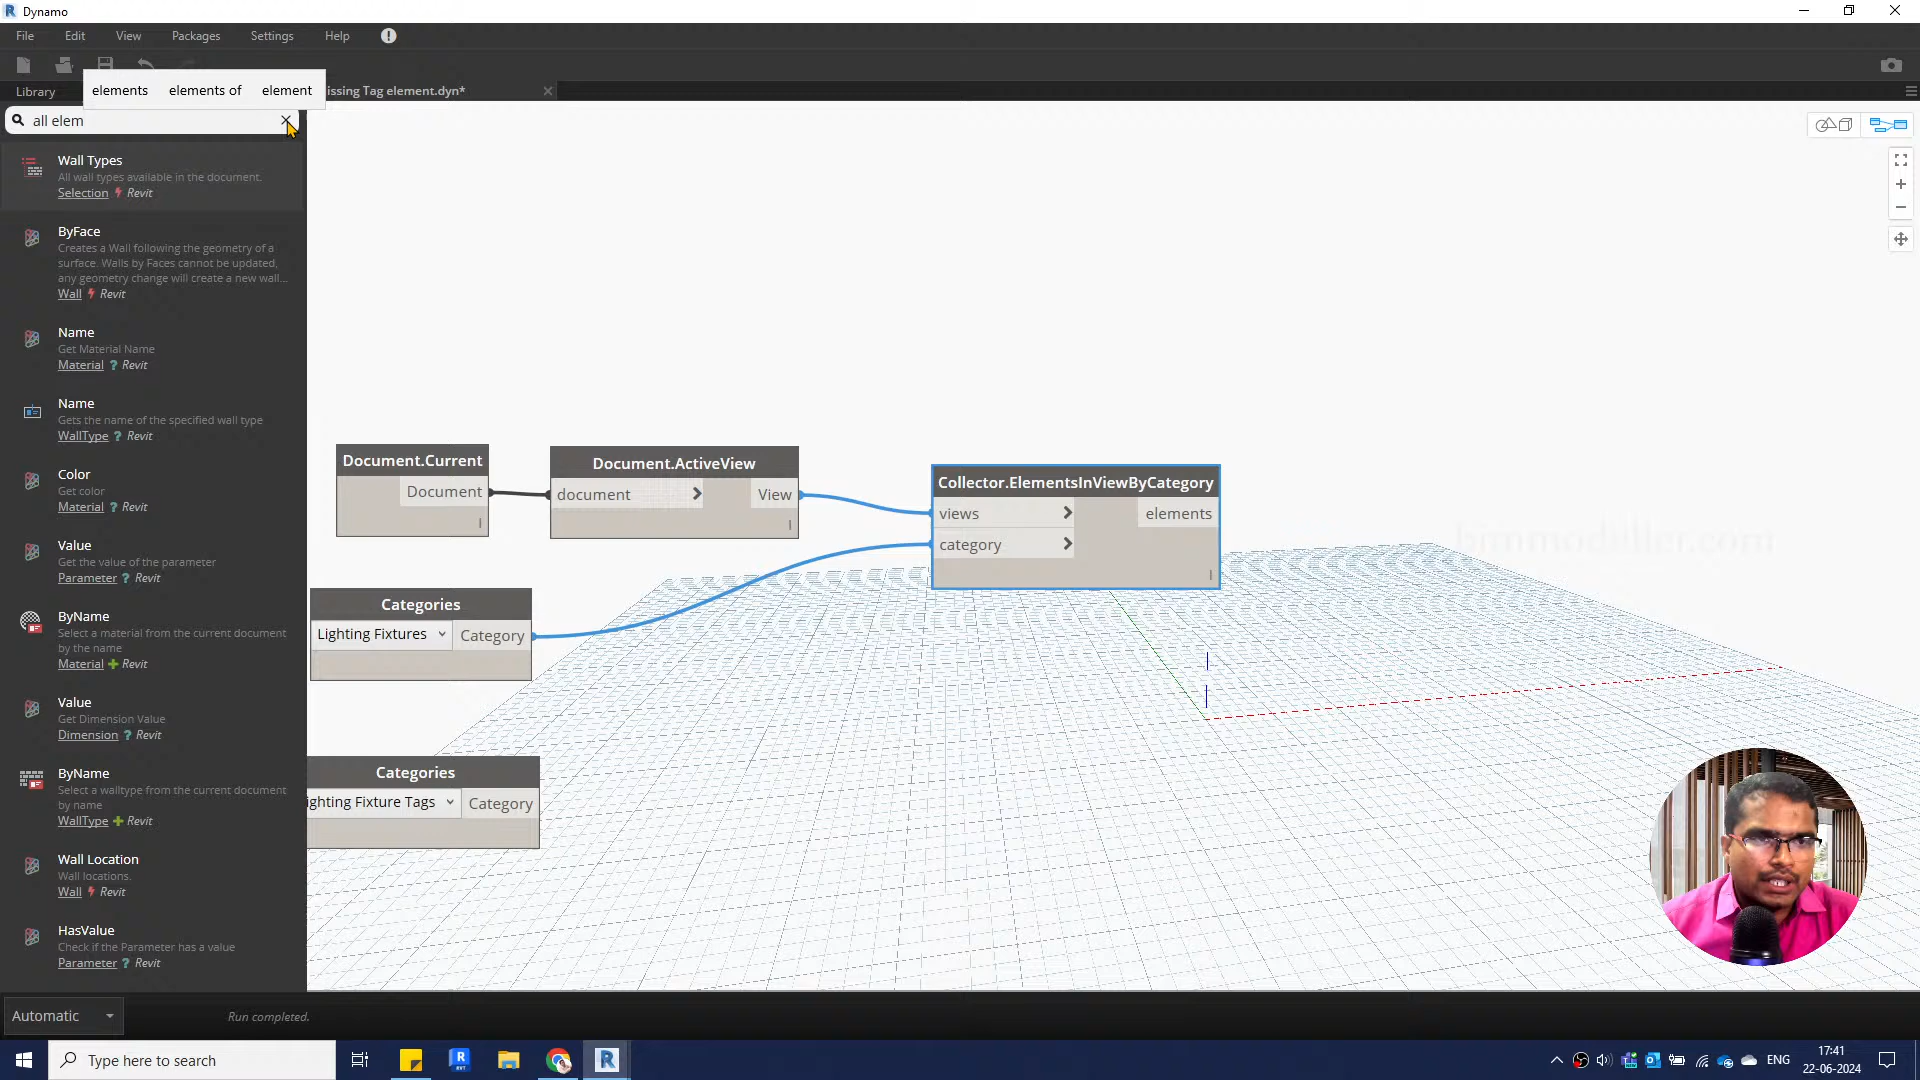 Dynamo
File Edit View Packages Settings Help
elements elements of element
issing Tag element.dyn*
Library
all elem
Wall Types
All wall types available in the document.
Selection Revit
ByFace
Creates a Wall following the geometry of a
surface. Walls by Faces cannot be updated,
any geometry change will create a new wall...
Wall Revit
Name
Get Material Name
Material ? Revit
Name
Gets the name of the specified wall type
WallType ? Revit
Color
Get color
Material ? Revit
Value
Get the value of the parameter
Parameter ? Revit
ByName
Select a material from the current document
by the name
Material Revit
Value
Get Dimension Value
Dimension ? Revit
ByName
Select a walltype from the current document
by name
WallType Revit
Wall Location
Wall locations.
Wall Revit
HasValue
Check if the Parameter has a value
Parameter ? Revit
Document.Current
Document
Document.ActiveView
document > View
Collector.ElementsInViewByCategory
views > elements
category >
Categories
Lighting Fixtures Category
Categories
ighting Fixture Tags Category
bimmodiller.com
Automatic
Run completed.
Type here to search
ENG
17:41
22-06-2024